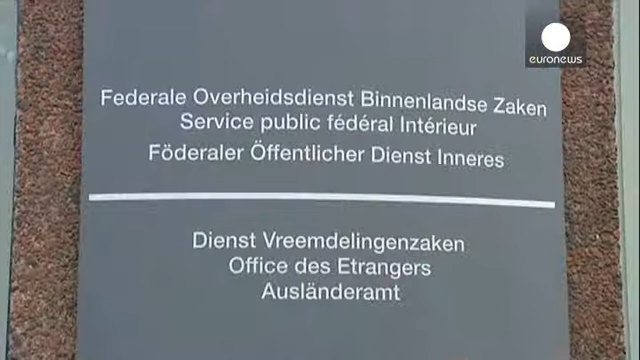 euronews
Federale Overheidsdienst Binnenlandse Zaken
Service public fédéral Intérieur
Föderaler Öffentlicher Dienst Inneres
Dienst Vreemdelingenzaken
Office des Etrangers
Ausländeramt